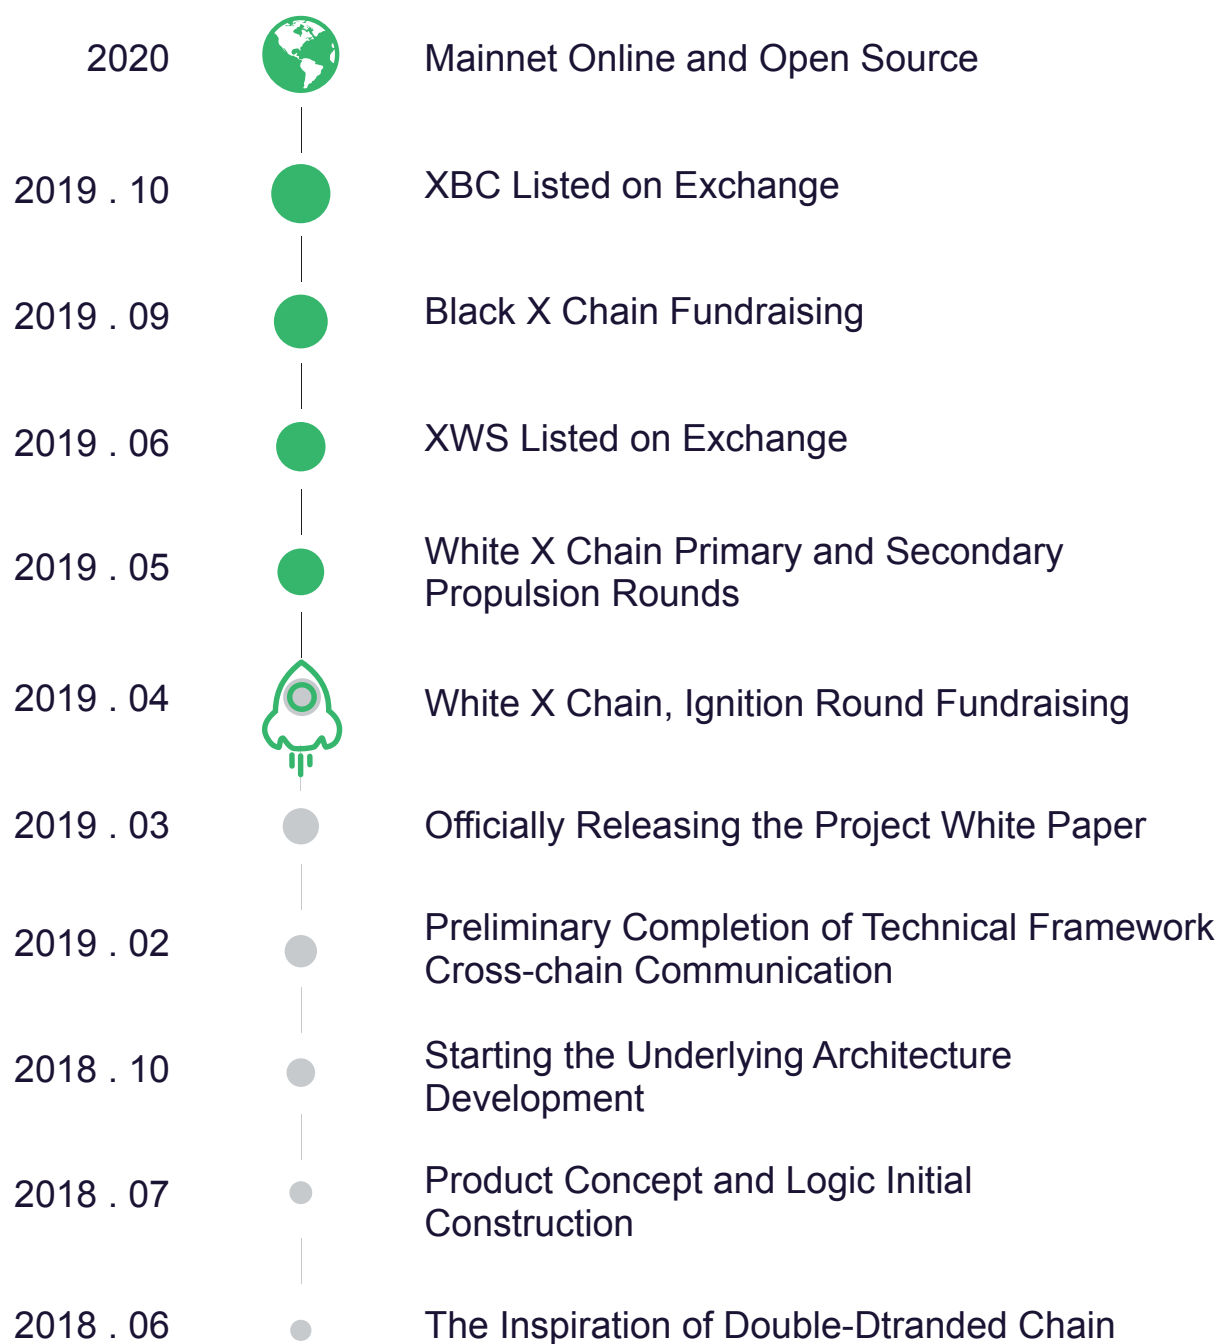 2020 Mainnet Online and Open Source
2019 . 10 XBC Listed on Exchange
2019 . 09 Black X Chain Fundraising
2019 . 06 XWS Listed on Exchange
2019 . 05 White X Chain Primary and Secondary
Propulsion Rounds
2019 . 04 White X Chain, Ignition Round Fundraising
2019 . 03 Officially Releasing the Project White Paper
2019 . 02 Preliminary Completion of Technical Framework
Cross-chain Communication
2018 . 10 Starting the Underlying Architecture
Development
2018 . 07 Product Concept and Logic Initial
Construction
2018 . 06 The Inspiration of Double-Dtranded Chain